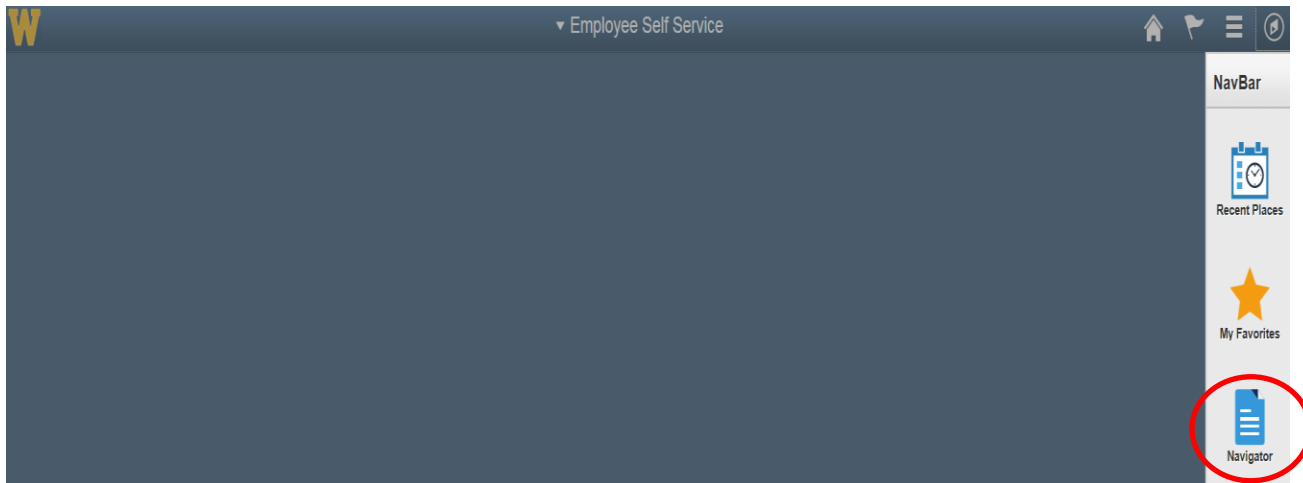 W
Employee Self Service
NavBar
Recent Places
My Favorites
Navigator